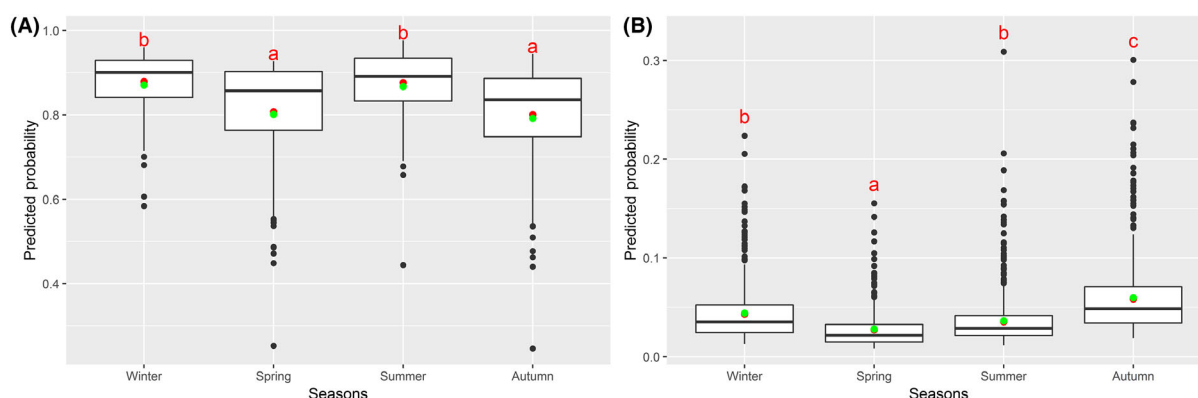 (A)
b a b a
1.0
0.8
0.6
0.4
Predicted probability
Winter Spring Summer Autumn
Seasons
(B)
b a b c
0.3
0.2
0.1
0.0
Predicted probability
Winter Spring Summer Autumn
Seasons